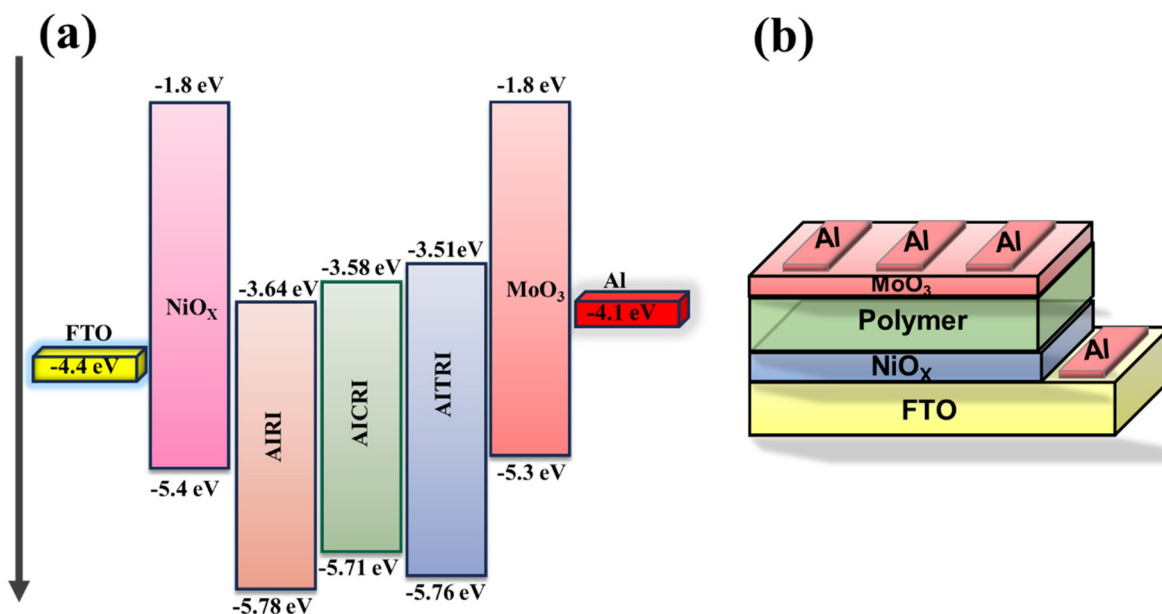 (a)
-1.8 eV
NiOₓ
-5.4 eV
FTO
-4.4 eV
-3.64 eV
AIRI
-5.78 eV
-3.58 eV
AICRI
-5.71 eV
-3.51eV
AITRI
-5.76 eV
-1.8 eV
MoO₃
-5.3 eV
Al
-4.1 eV
(b)
Al Al Al
MoO₃
Polymer
Al
NiOₓ
FTO